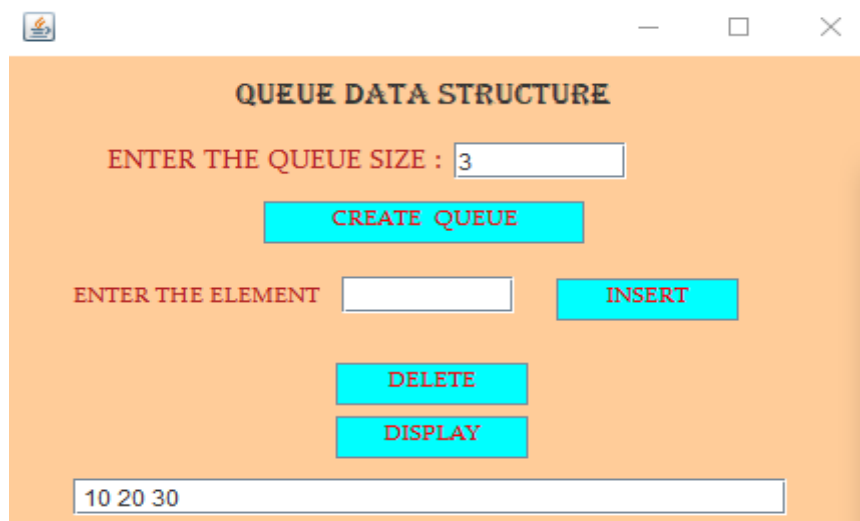 QUEUE DATA STRUCTURE
ENTER THE QUEUE SIZE : 3
CREATE QUEUE
ENTER THE ELEMENT INSERT
DELETE
DISPLAY
10 20 30